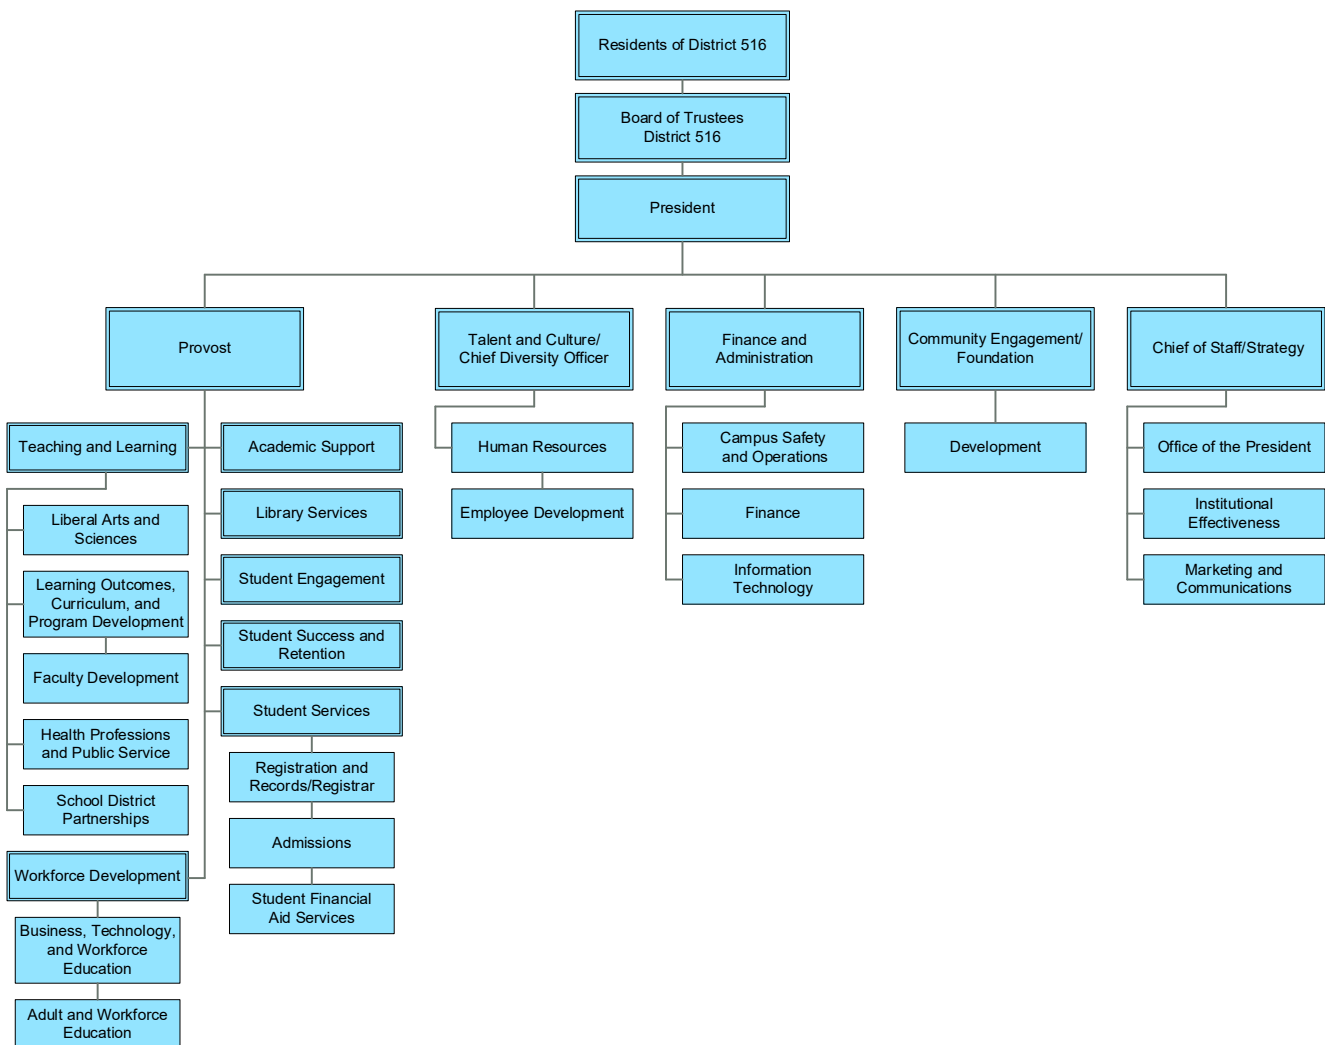 Residents of District 516
Board of Trustees
District 516
President
Provost
Talent and Culture/
Chief Diversity Officer
Finance and
Administration
Community Engagement/
Foundation
Chief of Staff/Strategy
Teaching and Learning
Liberal Arts and
Sciences
Learning Outcomes,
Curriculum, and
Program Development
Faculty Development
Health Professions
and Public Service
School District
Partnerships
Workforce Development
Business, Technology,
and Workforce
Education
Adult and Workforce
Education
Academic Support
Library Services
Student Engagement
Student Success and
Retention
Student Services
Registration and
Records/Registrar
Admissions
Student Financial
Aid Services
Human Resources
Employee Development
Campus Safety
and Operations
Finance
Information
Technology
Development
Office of the President
Institutional
Effectiveness
Marketing and
Communications